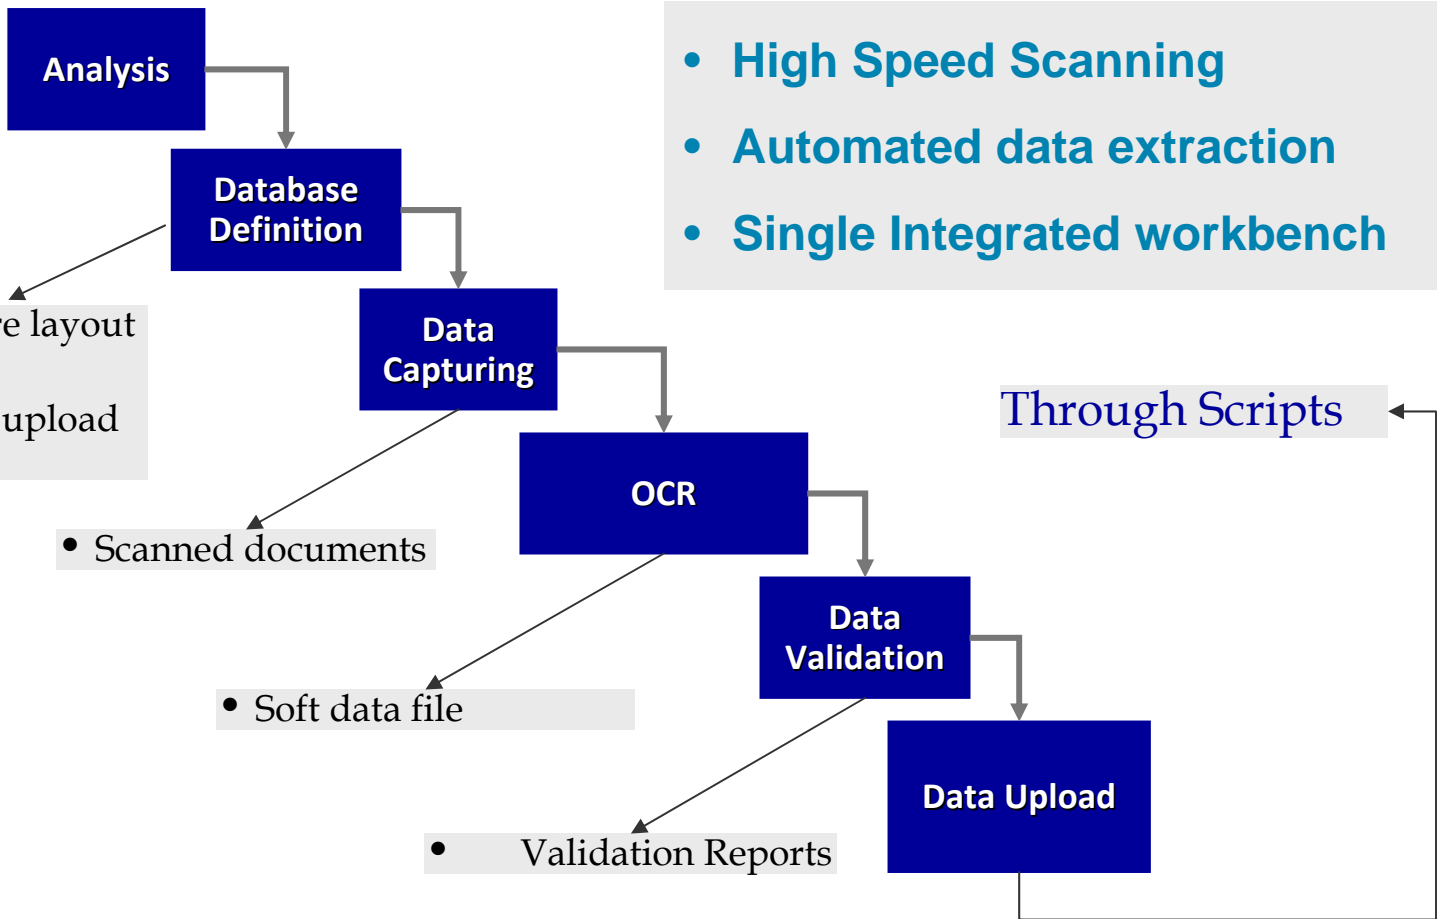 Analysis
• High Speed Scanning
• Automated data extraction
• Single Integrated workbench
Database
Definition
layout
upload
Data
Capturing
Through Scripts
OCR
• Scanned documents
Data
Validation
• Soft data file
Data Upload
• Validation Reports